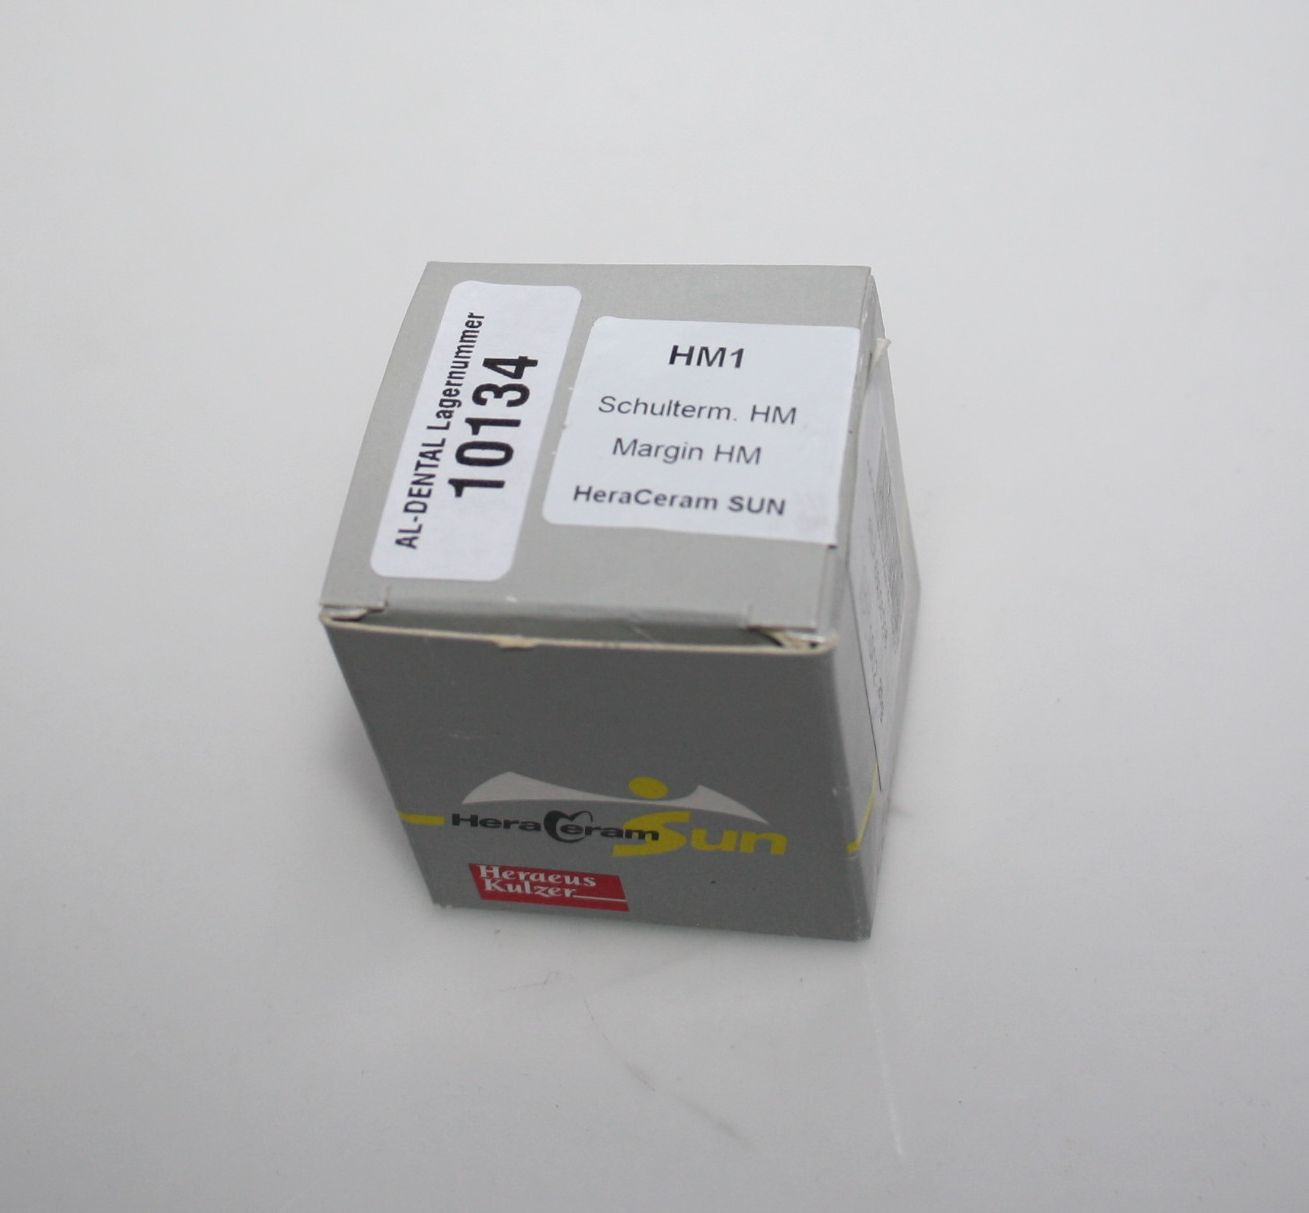 AL-DENTAL Lagernummer
10134
HM1
Schulterm. HM
Margin HM
HeraCeram SUN
HeraCeram Sun
Heraeus
Kulzer